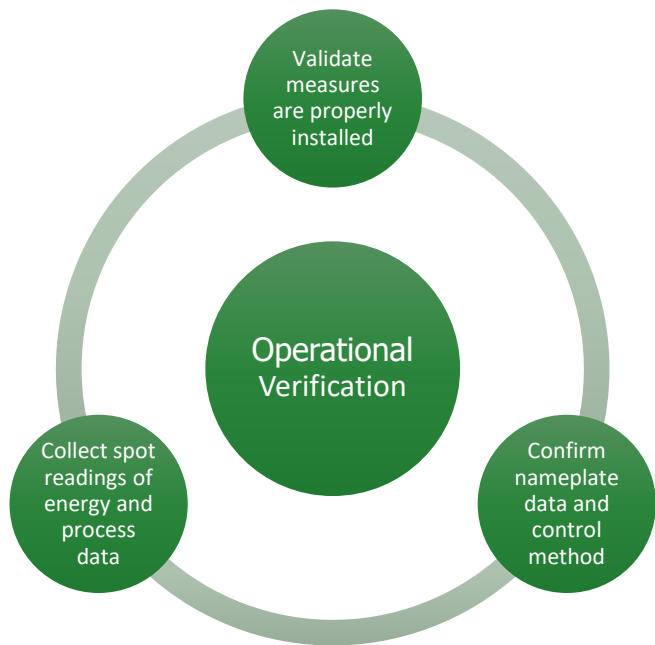 Validate
measures
are properly
installed
Operational
Verification
Collect spot
readings of
energy and
process
data
Confirm
nameplate
data and
control
method